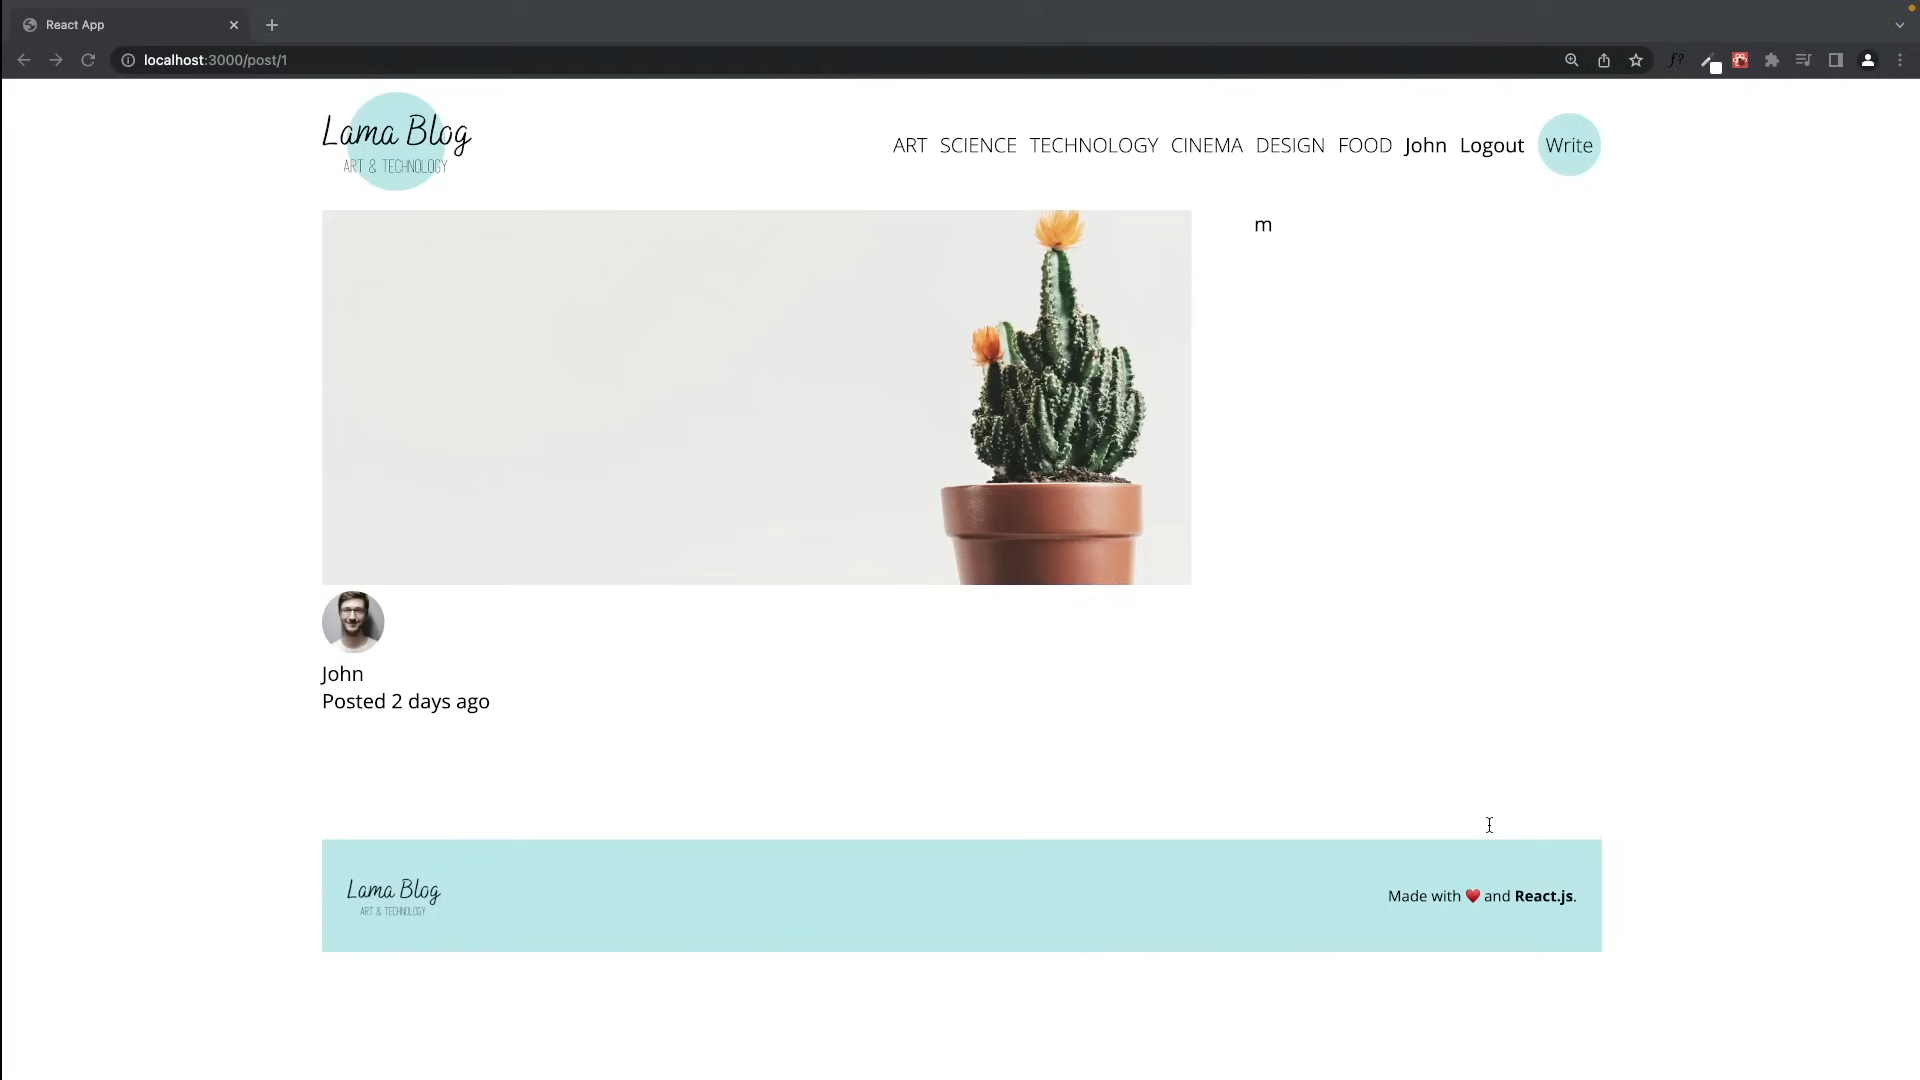 React App
localhost:3000/post/1
f?
Lama Blog
ART & TECHNOLOGY
ART SCIENCE TECHNOLOGY CINEMA DESIGN FOOD John Logout Write
m
John
Posted 2 days ago
Lama Blog
ART & TECHNOLOGY
Made with ❤️ and React.js.